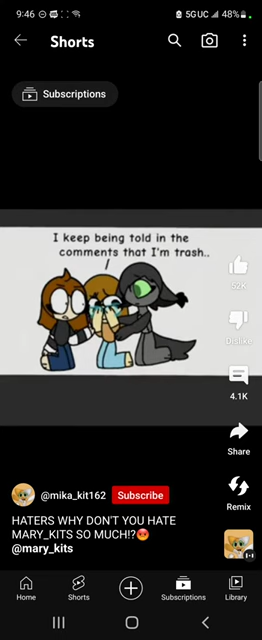 9:46
5GUC
48%
Shorts
Subscriptions
I keep being told in the
comments that I'm trash..
52K
Dislike
4.1K
Share
Remix
@mika_kit162
Subscribe
HATERS WHY DON'T YOU HATE
MARY_KITS SO MUCH!?😡
@mary_kits
Home
Shorts
Subscriptions
Library